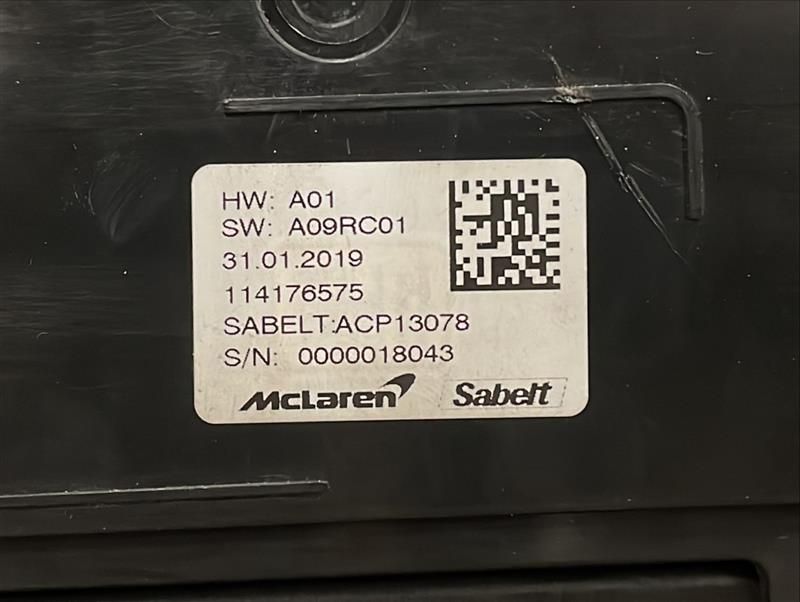 HW: A01
SW: A09RC01
31.01.2019
114176575
SABELT:ACP13078
S/N: 0000018043
McLaren Sabelt